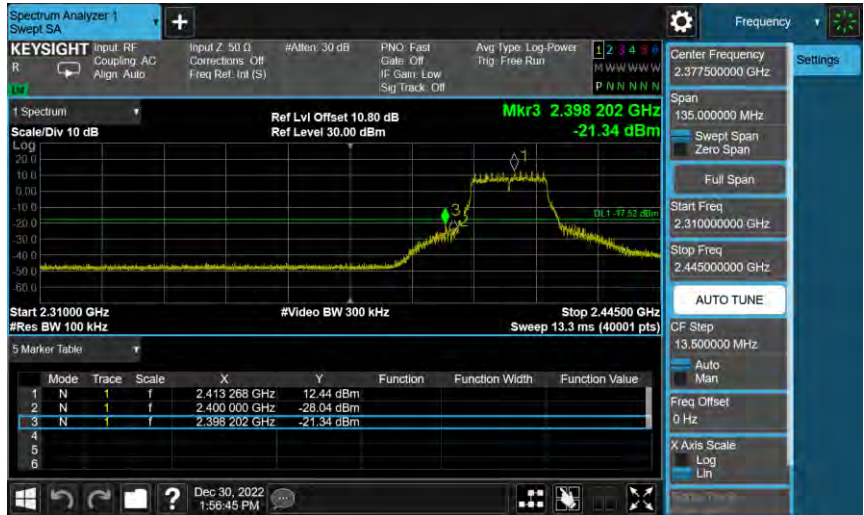 Spectrum Analyzer 1
Swept SA
+
Frequency
KEYSIGHT Input: RF Input Z: 50 Ω #Atten: 30 dB PNO: Fast Avg Type: Log-Power 1 2 3 4 5 6
R Coupling: AC Corrections: Off Gate: Off Trig: Free Run M W W W W W
Align: Auto Freq Ref: Int (S) IF Gain: Low
Sig Track: Off P N N N N N
Center Frequency
2.377500000 GHz
Settings
1 Spectrum
Ref Lvl Offset 10.80 dB
Mkr3 2.398 202 GHz
Scale/Div 10 dB
Ref Level 30.00 dBm
-21.34 dBm
Log
20.0
10.0
0.00
-10.0
-20.0
-30.0
-40.0
-50.0
-60.0
1
3
2
DL1 -17.52 dBm
Start 2.31000 GHz #Video BW 300 kHz Stop 2.44500 GHz
#Res BW 100 kHz Sweep 13.3 ms (40001 pts)
Span
135.000000 MHz
Swept Span
Zero Span
Full Span
Start Freq
2.310000000 GHz
Stop Freq
2.445000000 GHz
AUTO TUNE
CF Step
13.500000 MHz
Auto
Man
Freq Offset
0 Hz
X Axis Scale
Log
Lin
5 Marker Table
Mode Trace Scale X Y Function Function Width Function Value
1 N 1 f 2.413 268 GHz 12.44 dBm
2 N 1 f 2.400 000 GHz -28.04 dBm
3 N 1 f 2.398 202 GHz -21.34 dBm
4
5
6
?
Dec 30, 2022
1:56:45 PM